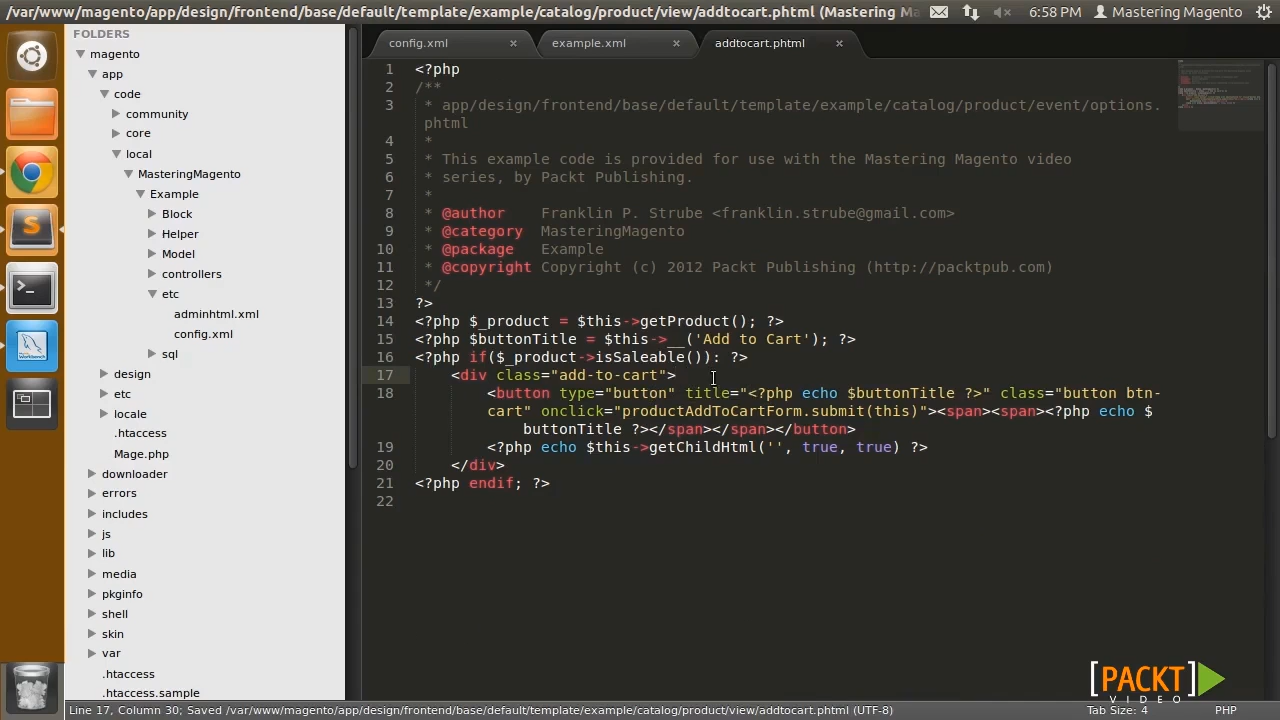 /var/www/magento/app/design/frontend/base/default/template/example/catalog/product/view/addtocart.phtml (Mastering M
6:58 PM
Mastering Magento
FOLDERS
magento
app
code
community
core
local
MasteringMagento
Example
Block
Helper
Model
controllers
etc
adminhtml.xml
config.xml
sql
design
etc
locale
.htaccess
Mage.php
downloader
errors
includes
js
lib
media
pkginfo
shell
skin
var
.htaccess
.htaccess.sample
config.xml ×
example.xml ×
addtocart.phtml ×
1 <?php
2 /**
3  * app/design/frontend/base/default/template/example/catalog/product/event/options.
phtml
4  *
5  * This example code is provided for use with the Mastering Magento video
6  * series, by Packt Publishing.
7  *
8  * @author    Franklin P. Strube <franklin.strube@gmail.com>
9  * @category  MasteringMagento
10  * @package   Example
11  * @copyright Copyright (c) 2012 Packt Publishing (http://packtpub.com)
12  */
13 ?>
14 <?php $_product = $this->getProduct(); ?>
15 <?php $buttonTitle = $this->__('Add to Cart'); ?>
16 <?php if($_product->isSaleable()): ?>
17     <div class="add-to-cart">
18         <button type="button" title="<?php echo $buttonTitle ?>" class="button btn-
cart" onclick="productAddToCartForm.submit(this)"><span><span><?php echo $
buttonTitle ?></span></span></button>
19         <?php echo $this->getChildHtml('', true, true) ?>
20     </div>
21 <?php endif; ?>
22
[PACKT]
VIDEO
Line 17, Column 30; Saved /var/www/magento/app/design/frontend/base/default/template/example/catalog/product/view/addtocart.phtml (UTF-8)
Tab Size: 4
PHP